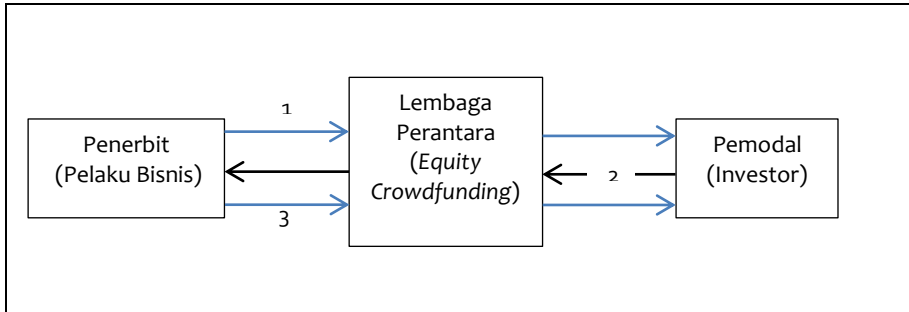 1
Penerbit
(Pelaku Bisnis)
3
Lembaga
Perantara
(Equity
Crowdfunding)
2
Pemodal
(Investor)